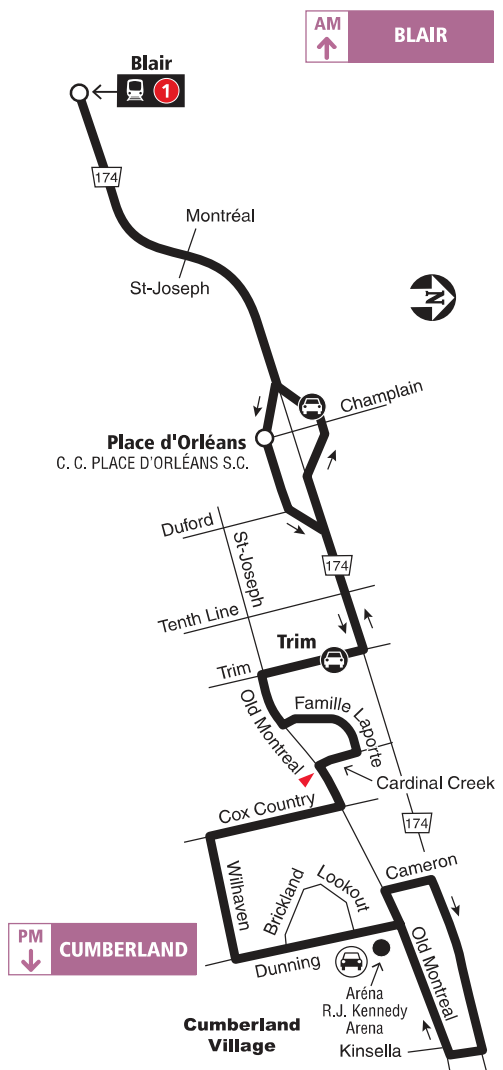 AM
BLAIR
Blair
1
174
Montréal
St-Joseph
N
Champlain
Place d'Orléans
C. C. PLACE D'ORLÉANS S.C.
Duford
St-Joseph
174
Tenth Line
Trim
Trim
Famille
Laporte
Old Montreal
Cardinal Creek
Cox Country
174
Cameron
Wilhaven
Brickland
Lookout
PM
CUMBERLAND
Dunning
Old Montreal
Aréna
R.J. Kennedy
Arena
Cumberland
Village
Kinsella